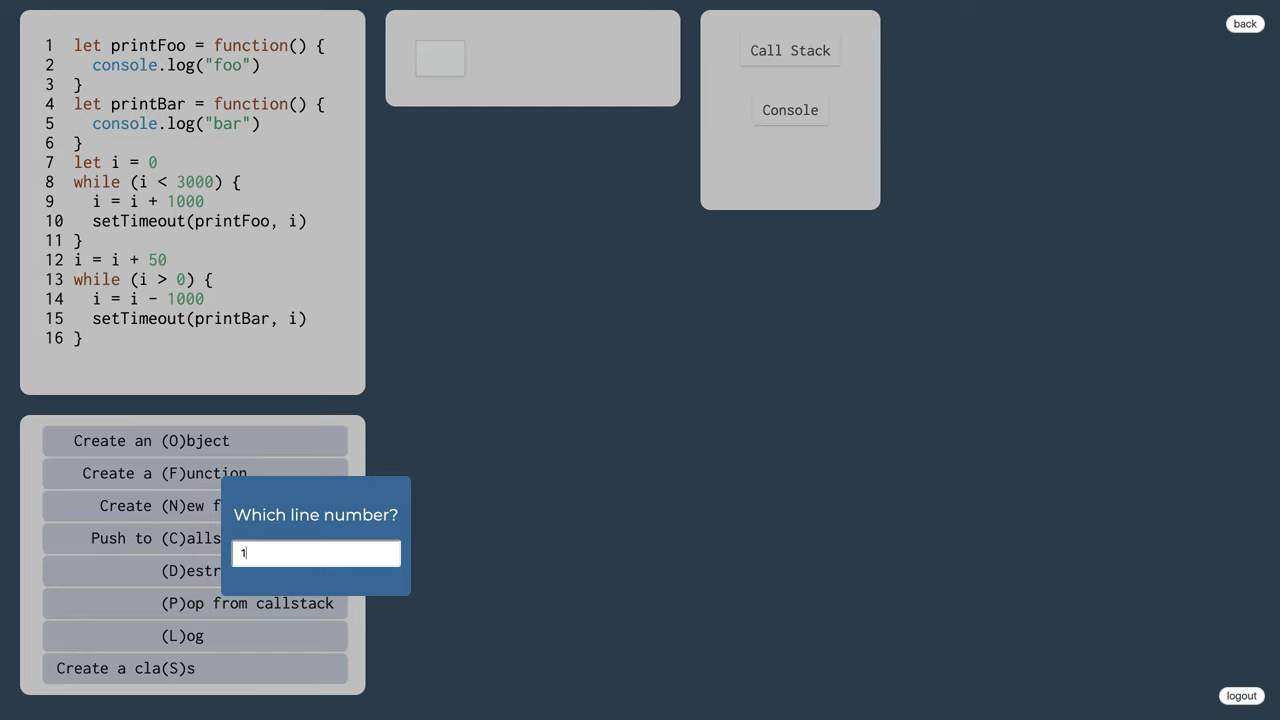 1 let printFoo = function() {
2   console.log("foo")
3 }
4 let printBar = function() {
5   console.log("bar")
6 }
7 let i = 0
8 while (i < 3000) {
9   i = i + 1000
10   setTimeout(printFoo, i)
11 }
12 i = i + 50
13 while (i > 0) {
14   i = i - 1000
15   setTimeout(printBar, i)
16 }
Call Stack
Console
back
Create an (O)bject
Create a (F)unction
Create (N)ew f
Push to (C)alls
(D)estr
(P)op from callstack
(L)og
Create a cla(S)s
Which line number?
1
logout